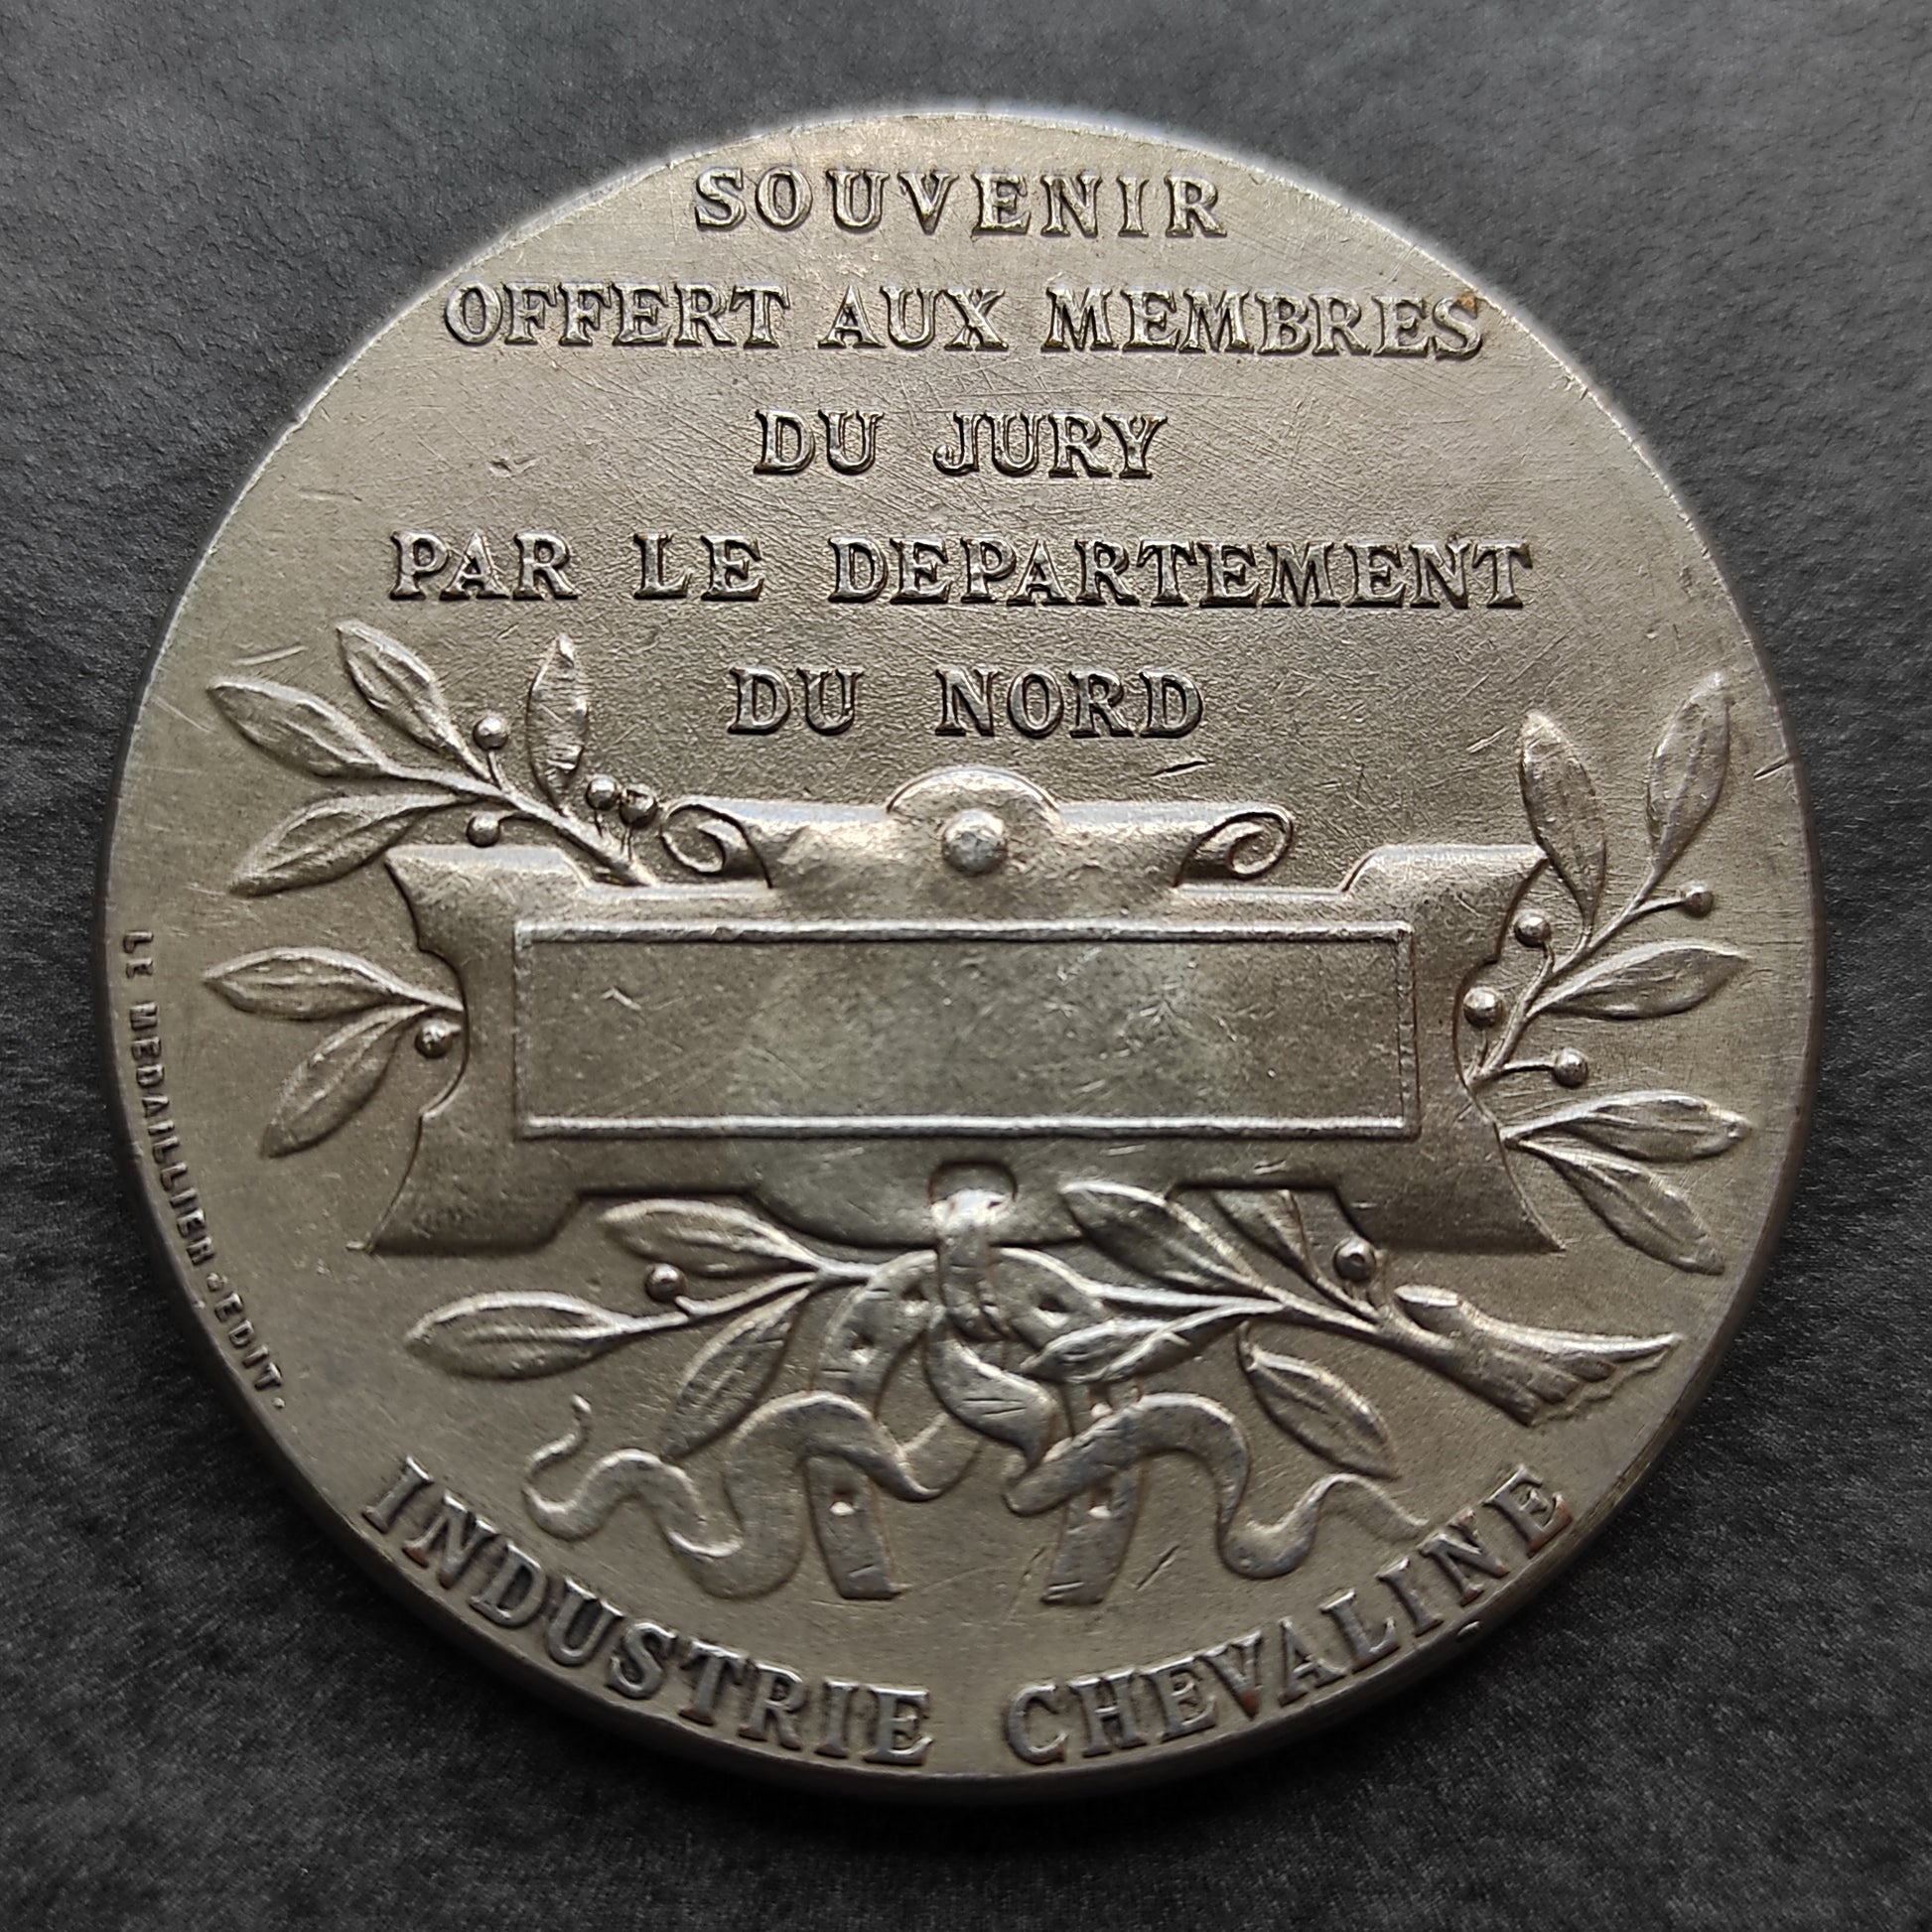 SOUVENIR
OFFERT AUX MEMBRES
DU JURY
PAR LE DEPARTEMENT
DU NORD
LE MEDAILLIER - EDIT.
INDUSTRIE CHEVALINE